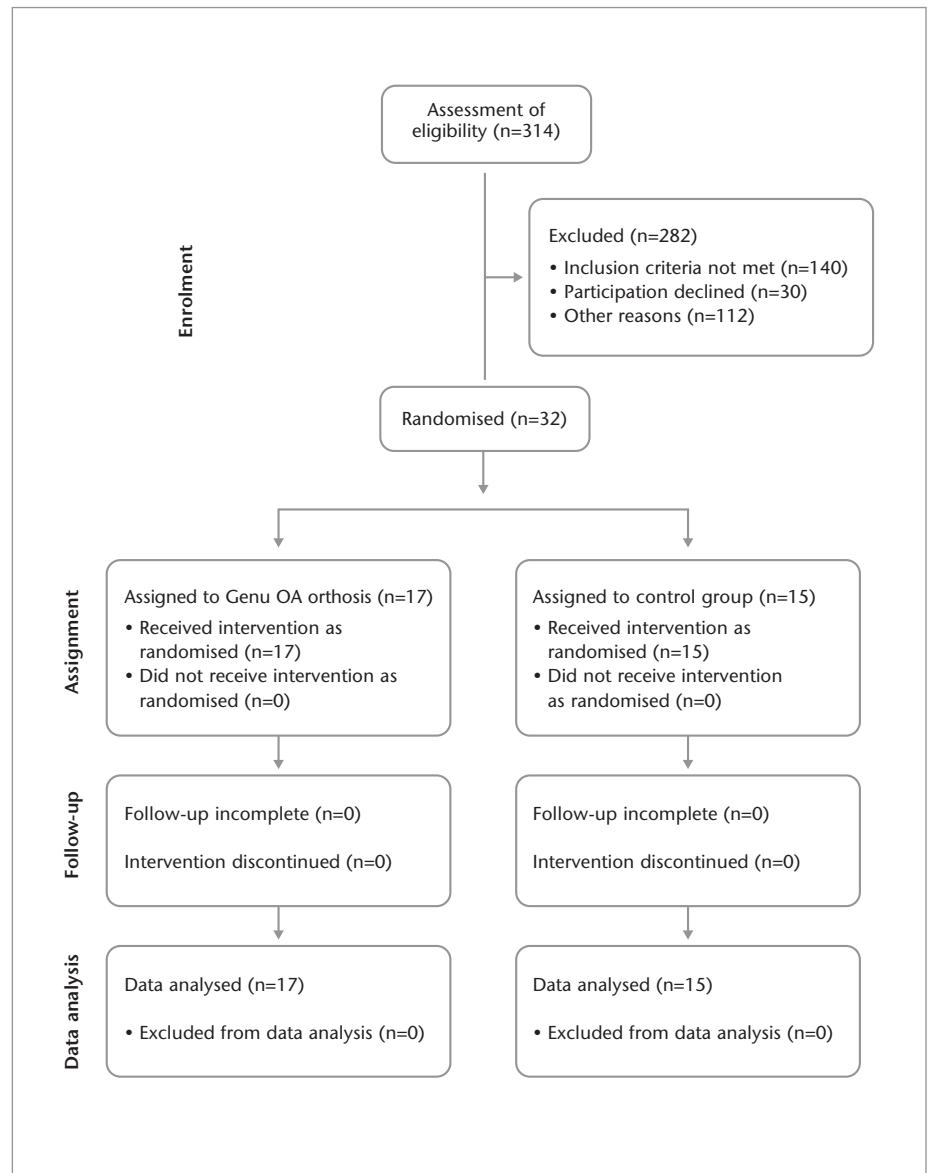 Assessment of
eligibility (n=314)
Enrolment
Excluded (n=282)
• Inclusion criteria not met (n=140)
• Participation declined (n=30)
• Other reasons (n=112)
Randomised (n=32)
Assignment
Assigned to Genu OA orthosis (n=17)
• Received intervention as
randomised (n=17)
• Did not receive intervention as
randomised (n=0)
Assigned to control group (n=15)
• Received intervention as
randomised (n=15)
• Did not receive intervention
as randomised (n=0)
Follow-up
Follow-up incomplete (n=0)
Intervention discontinued (n=0)
Follow-up incomplete (n=0)
Intervention discontinued (n=0)
Data analysis
Data analysed (n=17)
• Excluded from data analysis (n=0)
Data analysed (n=15)
• Excluded from data analysis (n=0)